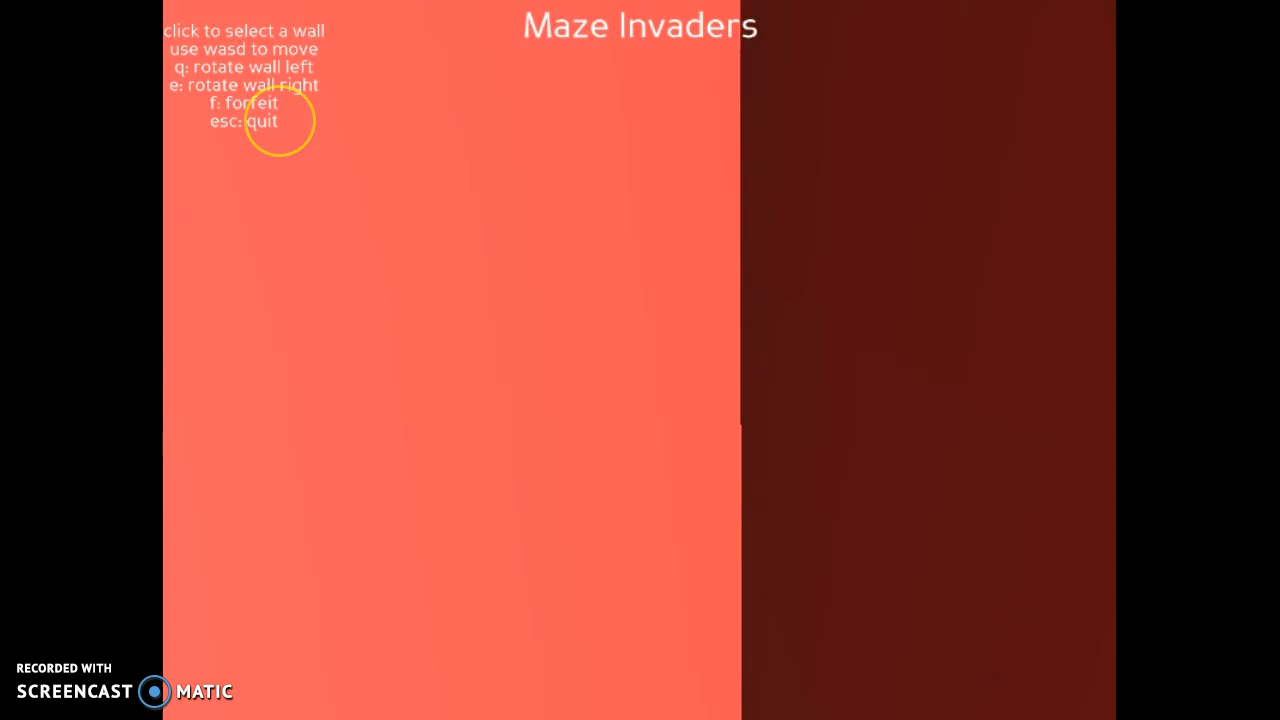 Maze Invaders
click to select a wall
use wasd to move
q: rotate wall left
e: rotate wall right
f: forfeit
esc: quit
RECORDED WITH
SCREENCAST MATIC